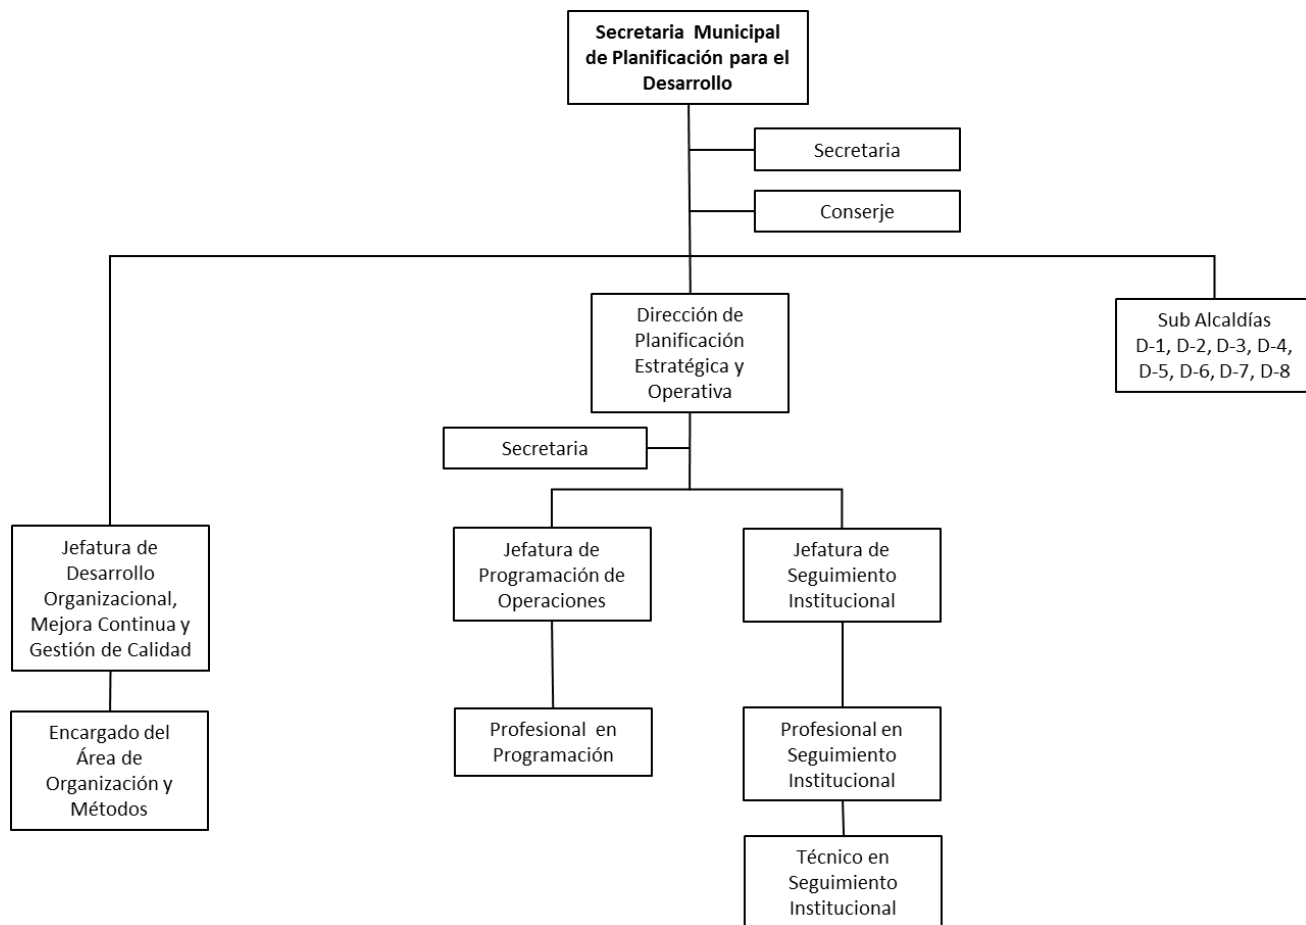 Secretaria Municipal
de Planificación para el
Desarrollo
Secretaria
Conserje
Dirección de
Planificación
Estratégica y
Operativa
Sub Alcaldías
D-1, D-2, D-3, D-4,
D-5, D-6, D-7, D-8
Secretaria
Jefatura de
Desarrollo
Organizacional,
Mejora Continua y
Gestión de Calidad
Jefatura de
Programación de
Operaciones
Jefatura de
Seguimiento
Institucional
Encargado del
Área de
Organización y
Métodos
Profesional en
Programación
Profesional en
Seguimiento
Institucional
Técnico en
Seguimiento
Institucional